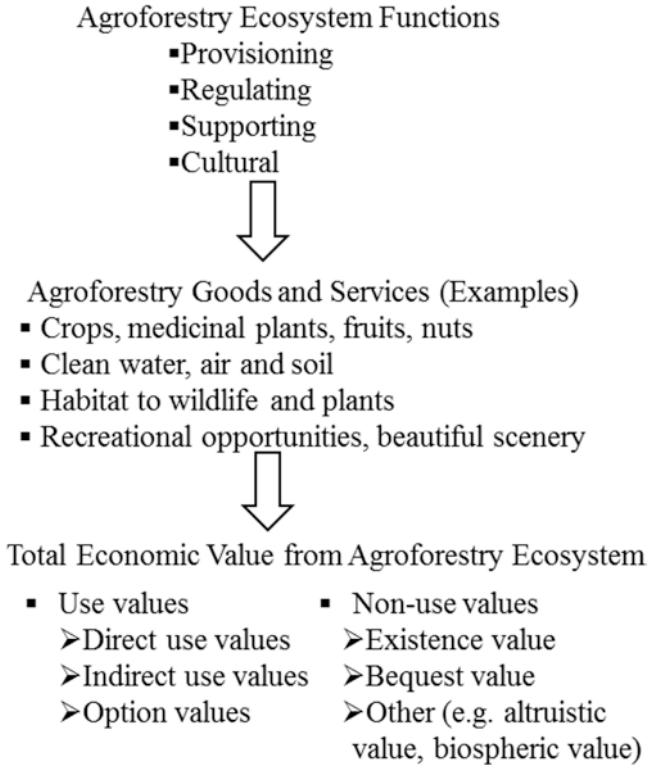 Agroforestry Ecosystem Functions
▪Provisioning
▪Regulating
▪Supporting
▪Cultural
Agroforestry Goods and Services (Examples)
▪ Crops, medicinal plants, fruits, nuts
▪ Clean water, air and soil
▪ Habitat to wildlife and plants
▪ Recreational opportunities, beautiful scenery
Total Economic Value from Agroforestry Ecosystem
▪ Use values
➢Direct use values
➢Indirect use values
➢Option values
▪ Non-use values
➢Existence value
➢Bequest value
➢Other (e.g. altruistic
value, biospheric value)